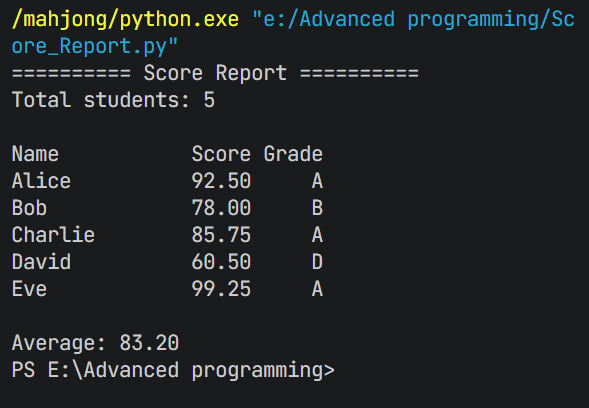 /mahjong/python.exe "e:/Advanced programming/Sc
ore_Report.py"
========== Score Report ==========
Total students: 5

Name           Score Grade
Alice          92.50     A
Bob            78.00     B
Charlie        85.75     A
David          60.50     D
Eve            99.25     A

Average: 83.20
PS E:\Advanced programming>